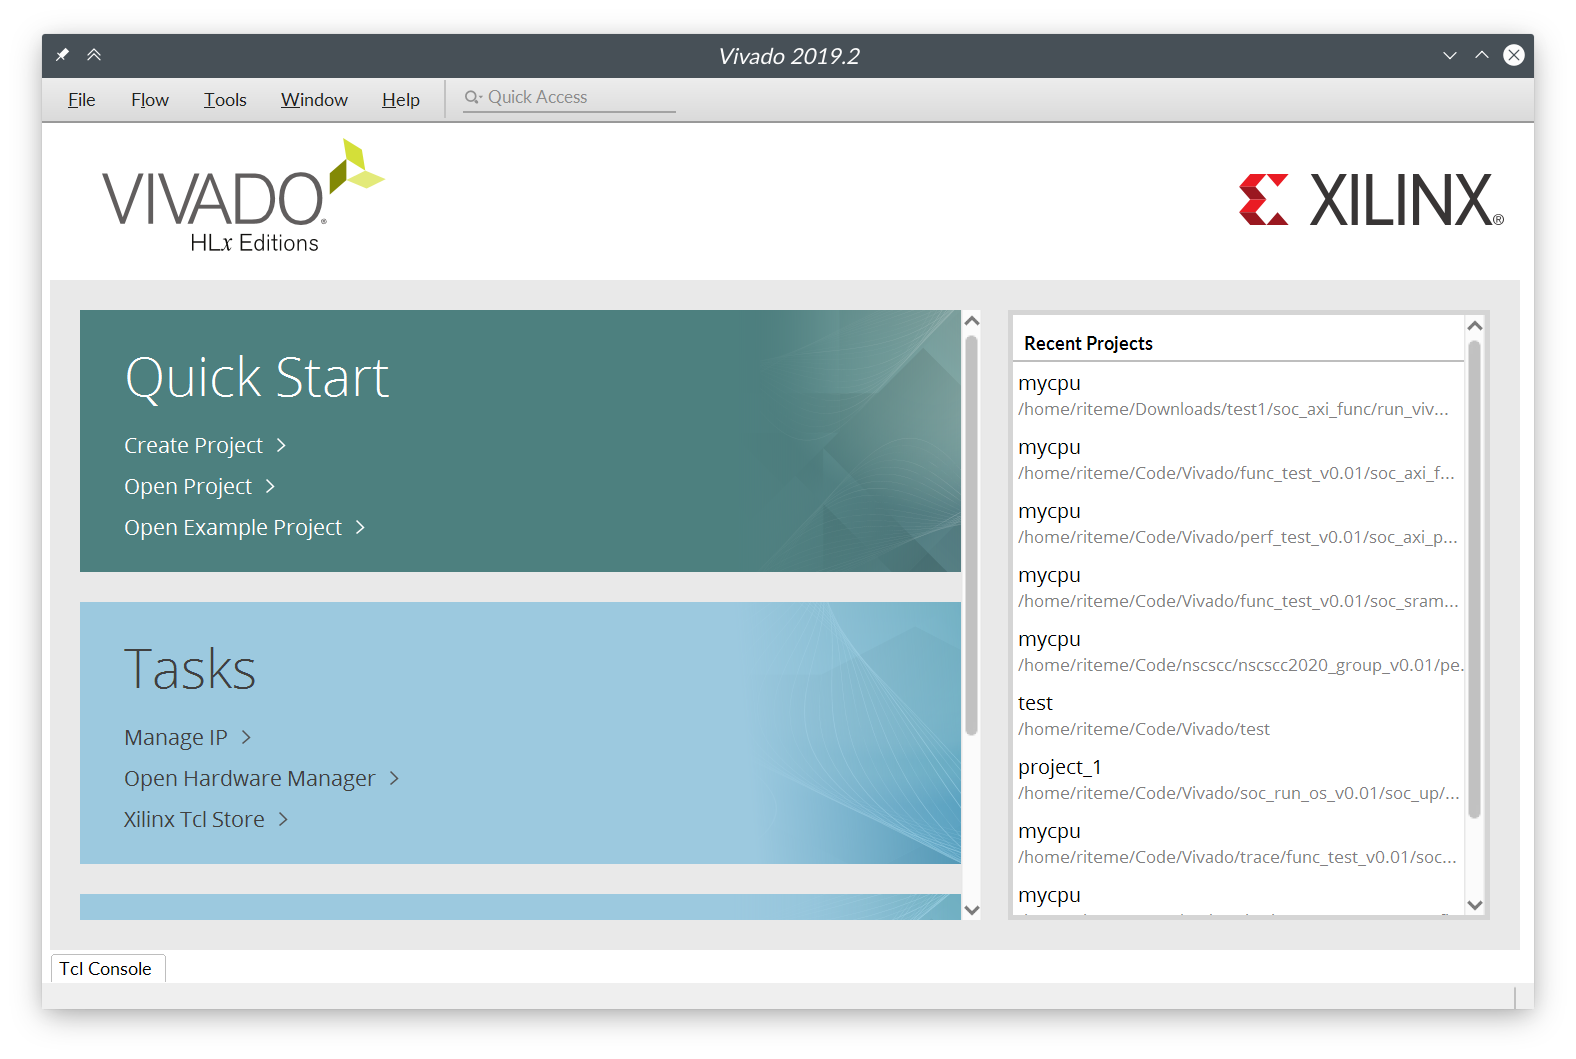 Vivado 2019.2
File Flow Tools Window Help Quick Access
VIVADO®
HLx Editions
XILINX®
Quick Start
Create Project
Open Project
Open Example Project
Tasks
Manage IP
Open Hardware Manager
Xilinx Tcl Store
Recent Projects
mycpu
/home/riteme/Downloads/test1/soc_axi_func/run_viv...
mycpu
/home/riteme/Code/Vivado/func_test_v0.01/soc_axi_f...
mycpu
/home/riteme/Code/Vivado/perf_test_v0.01/soc_axi_p...
mycpu
/home/riteme/Code/Vivado/func_test_v0.01/soc_sram...
mycpu
/home/riteme/Code/nscscc/nscscc2020_group_v0.01/pe.
test
/home/riteme/Code/Vivado/test
project_1
/home/riteme/Code/Vivado/soc_run_os_v0.01/soc_up/...
mycpu
/home/riteme/Code/Vivado/trace/func_test_v0.01/soc...
mycpu
Tcl Console